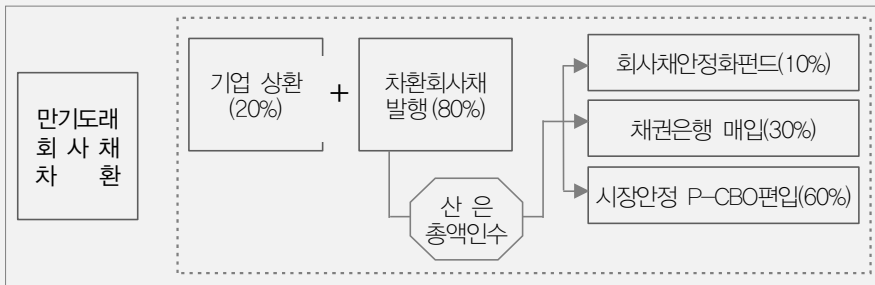 만기도래
회 사 채
차 환
기업 상환
(20%)
+
차환회사채
발행(80%)
산 은
총액인수
회사채안정화펀드(10%)
채권은행 매입(30%)
시장안정 P-CBO편입(60%)